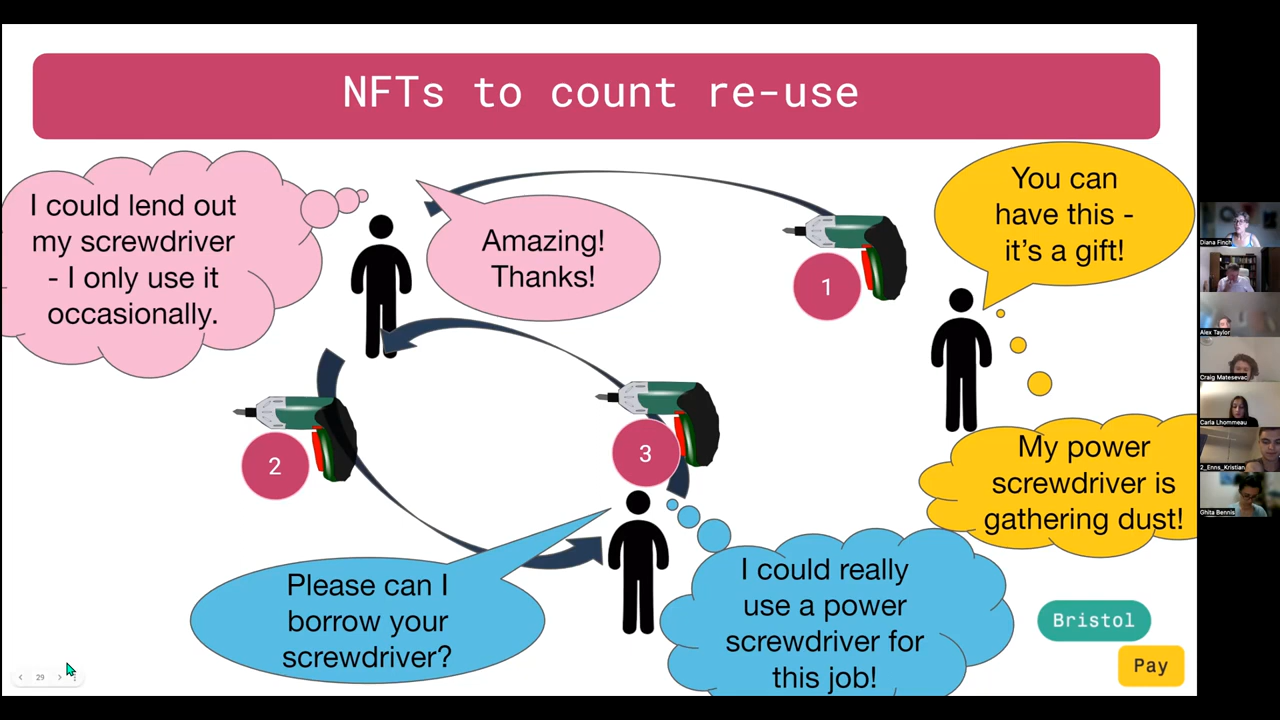 NFTs to count re-use
I could lend out
my screwdriver
- I only use it
occasionally.
Amazing!
Thanks!
You can
have this -
it's a gift!
1
2
3
My power
screwdriver is
gathering dust!
Please can I
borrow your
screwdriver?
I could really
use a power
screwdriver for
this job!
Bristol
Pay
29
Diana Finch
Alex Taylor
Craig Matesevac
Carla Lhommeau
2_Enns_Kristian
Ghita Bennis